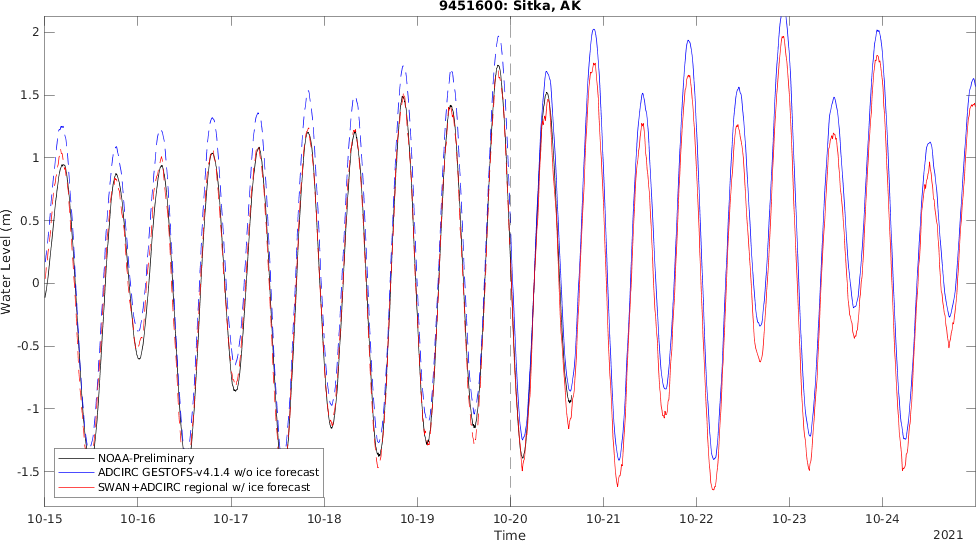 9451600: Sitka, AK
2
1.5
1
0.5
0
-0.5
-1
-1.5
Water Level (m)
NOAA-Preliminary
ADCIRC GESTOFS-v4.1.4 w/o ice forecast
SWAN+ADCIRC regional w/ ice forecast
10-15 10-16 10-17 10-18 10-19 10-20 10-21 10-22 10-23 10-24
Time
2021